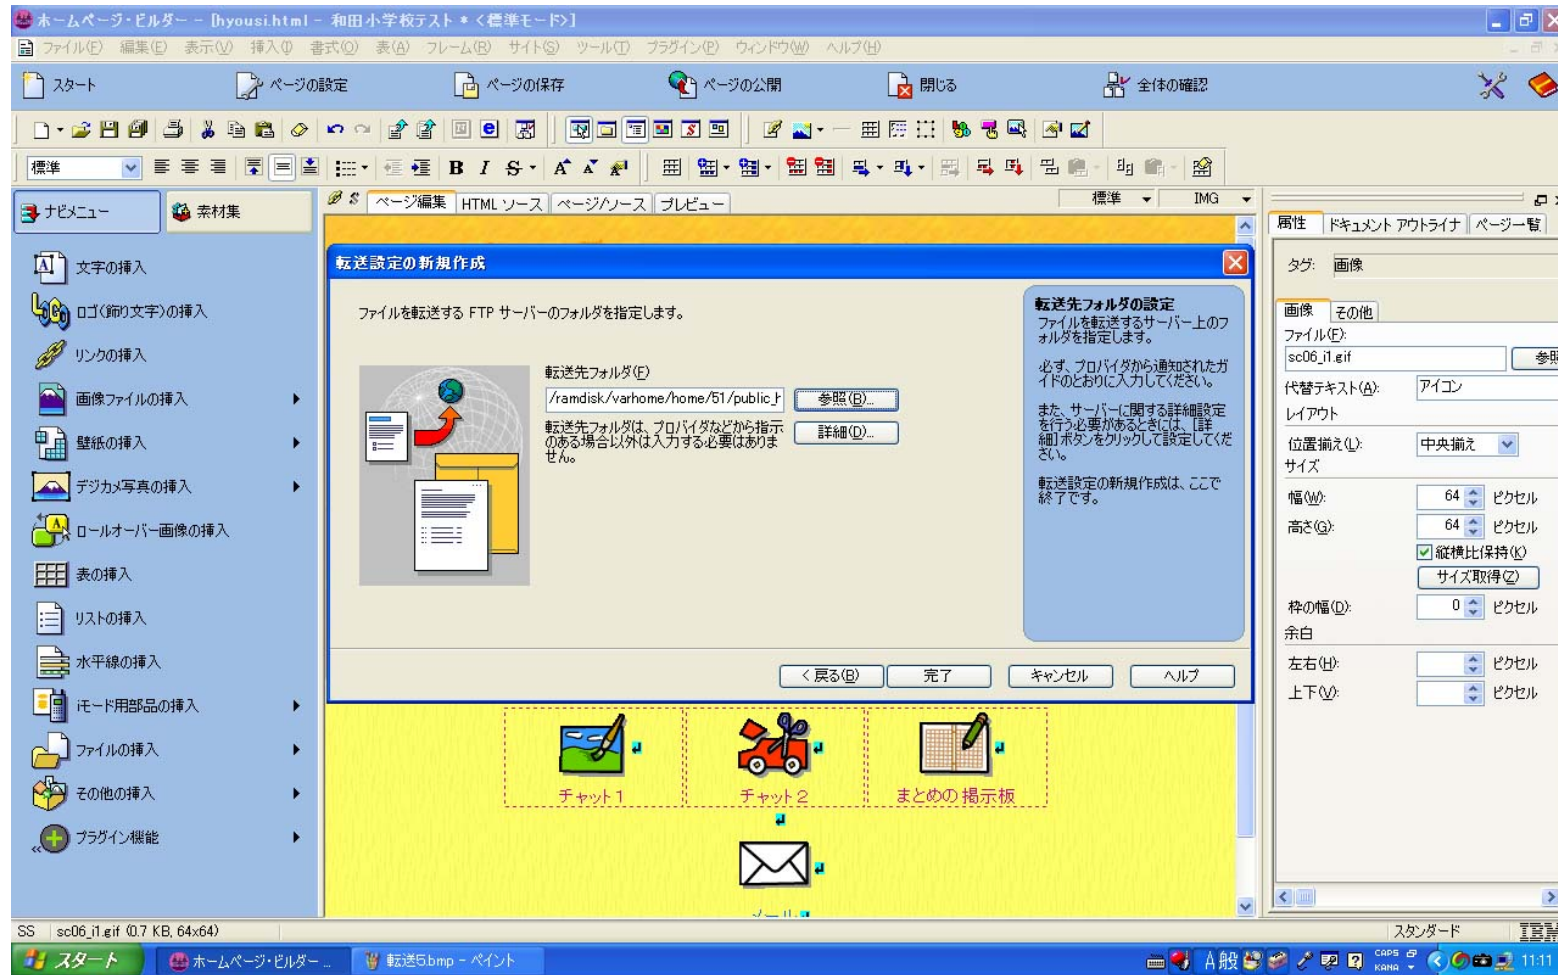 ホームページ・ビルダー - [hyousi.html - 和田小学校テスト * <標準モード>]
ファイル(F) 編集(E) 表示(V) 挿入(I) 書式(O) 表(A) フレーム(R) サイト(S) ツール(T) プラグイン(P) ウィンドウ(W) ヘルプ(H)
スタート ページの設定 ページの保存 ページの公開 閉じる 全体の確認
標準 B I S A A
ナビメニュー 素材集
ページ編集 HTML ソース ページ/ソース プレビュー 標準 IMG
属性 ドキュメント アウトライナ ページ一覧
文字の挿入
ロゴ(飾り文字)の挿入
リンクの挿入
画像ファイルの挿入
壁紙の挿入
デジカメ写真の挿入
ロールオーバー画像の挿入
表の挿入
リストの挿入
水平線の挿入
iモード用部品の挿入
ファイルの挿入
その他の挿入
プラグイン機能
転送設定の新規作成
ファイルを転送する FTP サーバーのフォルダを指定します。
転送先フォルダ(F)
/ramdisk/varhome/home/51/public_h 参照(B)...
転送先フォルダは、プロバイダなどから指示
のある場合以外は入力する必要はありま
せん。
詳細(D)...
転送先フォルダの設定
ファイルを転送するサーバー上のフ
ォルダを指定します。
必ず、プロバイダから通知されたガ
イドのとおりに入力してください。
また、サーバーに関する詳細設定
を行う必要があるときには、[詳
細]ボタンをクリックして設定してくだ
さい。
転送設定の新規作成は、ここで
終了です。
< 戻る(B) 完了 キャンセル ヘルプ
チャット1 チャット2 まとめの 掲示板
メール
タグ: 画像
画像 その他
ファイル(F):
sc06_i1.gif 参照
代替テキスト(A): アイコン
レイアウト
位置揃え(L): 中央揃え
サイズ
幅(W): 64 ピクセル
高さ(G): 64 ピクセル
縦横比保持(K)
サイズ取得(Z)
枠の幅(D): 0 ピクセル
余白
左右(H): ピクセル
上下(V): ピクセル
SS sc06_i1.gif (0.7 KB, 64x64) スタンダード IBM
スタート ホームページ・ビルダー ... 転送5.bmp - ペイント A 般 CAPS KANA 11:11